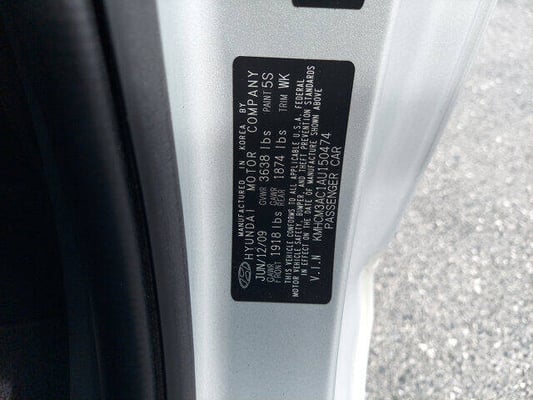 MANUFACTURED IN KOREA BY
HYUNDAI MOTOR COMPANY
JUN/12/09 GVWR 3638 lbs PAINT 5S
GAWR FRONT 1918 lbs GAWR REAR 1874 lbs TRIM WK
THIS VEHICLE CONFORMS TO ALL APPLICABLE U.S.A. FEDERAL
MOTOR VEHICLE SAFETY, BUMPER, AND THEFT PREVENTION STANDARDS
IN EFFECT ON THE DATE OF MANUFACTURE SHOWN ABOVE
V.I.N KMHCM3AC1AU150474
PASSENGER CAR